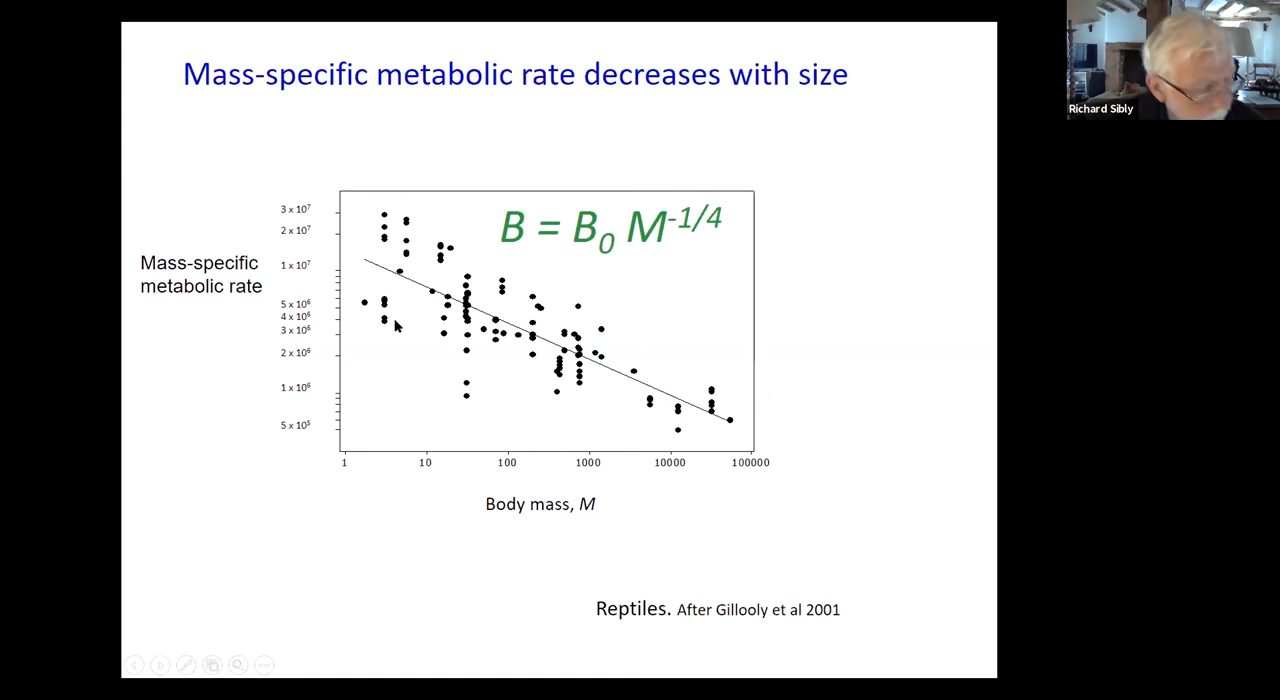 Mass-specific metabolic rate decreases with size
Richard Sibly
B = B₀ M⁻¹/⁴
Mass-specific
metabolic rate
3 x 10⁷
2 x 10⁷
1 x 10⁷
5 x 10⁶
4 x 10⁶
3 x 10⁶
2 x 10⁶
1 x 10⁶
5 x 10⁵
1 10 100 1000 10000 100000
Body mass, M
Reptiles. After Gillooly et al 2001